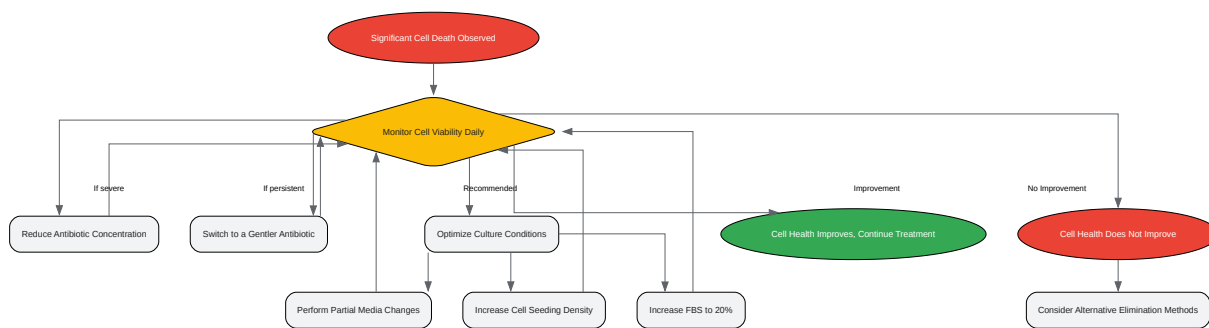 Significant Cell Death Observed
Monitor Cell Viability Daily
If severe
If persistent
Recommended
Improvement
No Improvement
Reduce Antibiotic Concentration
Switch to a Gentler Antibiotic
Optimize Culture Conditions
Cell Health Improves, Continue Treatment
Cell Health Does Not Improve
Perform Partial Media Changes
Increase Cell Seeding Density
Increase FBS to 20%
Consider Alternative Elimination Methods